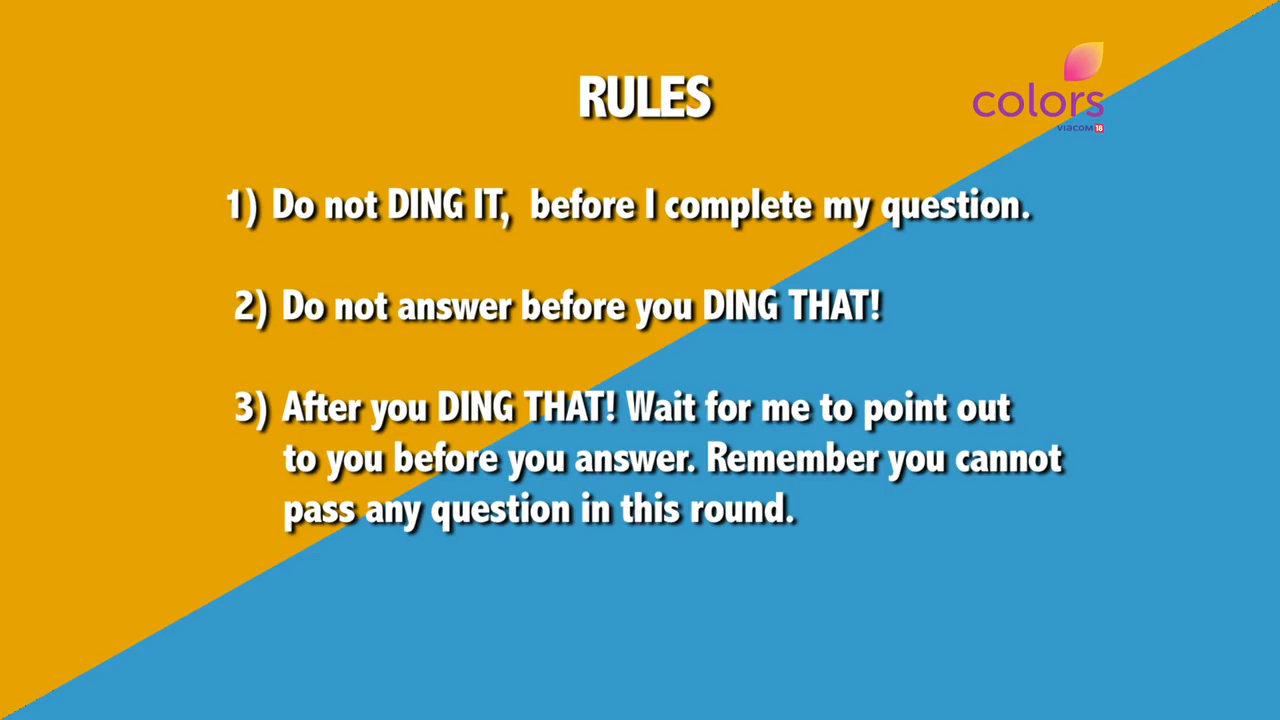 RULES
colors
VIACOM 18
1) Do not DING IT, before I complete my question.
2) Do not answer before you DING THAT!
3) After you DING THAT! Wait for me to point out
to you before you answer. Remember you cannot
pass any question in this round.